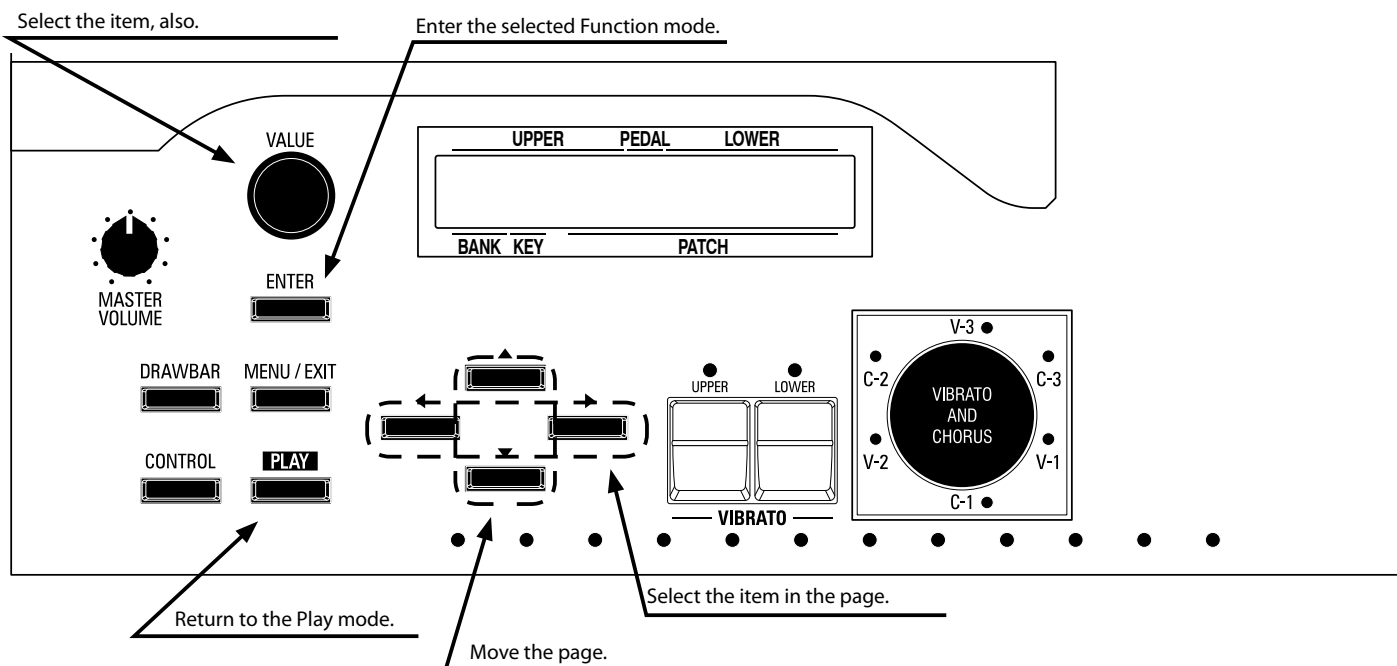 Select the item, also.
Enter the selected Function mode.
VALUE
UPPER PEDAL LOWER
BANK KEY PATCH
MASTER
VOLUME
ENTER
DRAWBAR MENU / EXIT
CONTROL PLAY
UPPER LOWER
VIBRATO
V-3
C-2 C-3
VIBRATO
AND
CHORUS
V-2 V-1
C-1
Select the item in the page.
Return to the Play mode.
Move the page.